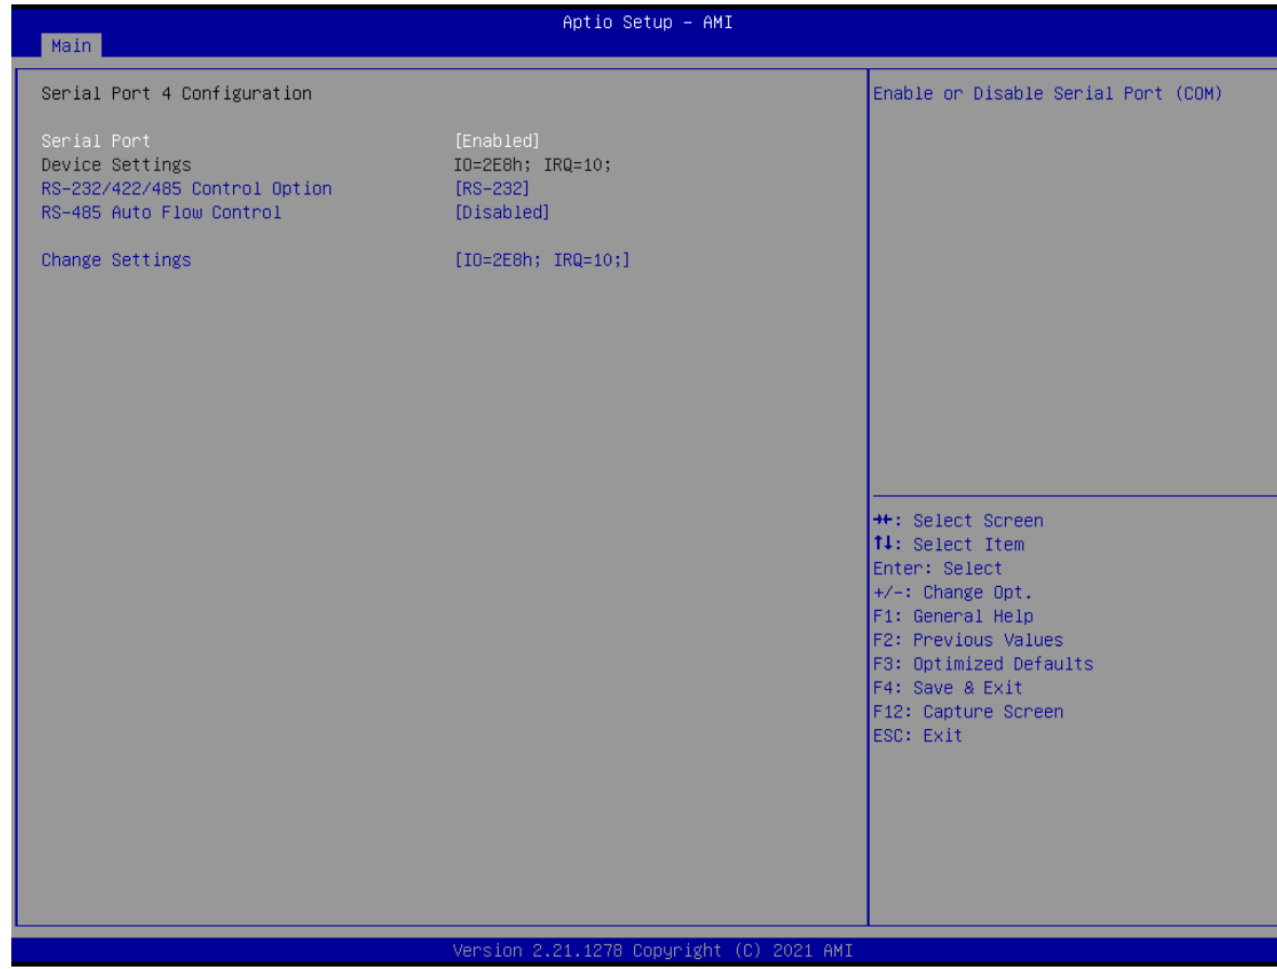 Aptio Setup - AMI
Main
Serial Port 4 Configuration
Serial Port [Enabled]
Device Settings IO=2E8h; IRQ=10;
RS-232/422/485 Control Option [RS-232]
RS-485 Auto Flow Control [Disabled]
Change Settings [IO=2E8h; IRQ=10;]
Enable or Disable Serial Port (COM)
→←: Select Screen
↑↓: Select Item
Enter: Select
+/-: Change Opt.
F1: General Help
F2: Previous Values
F3: Optimized Defaults
F4: Save & Exit
F12: Capture Screen
ESC: Exit
Version 2.21.1278 Copyright (C) 2021 AMI